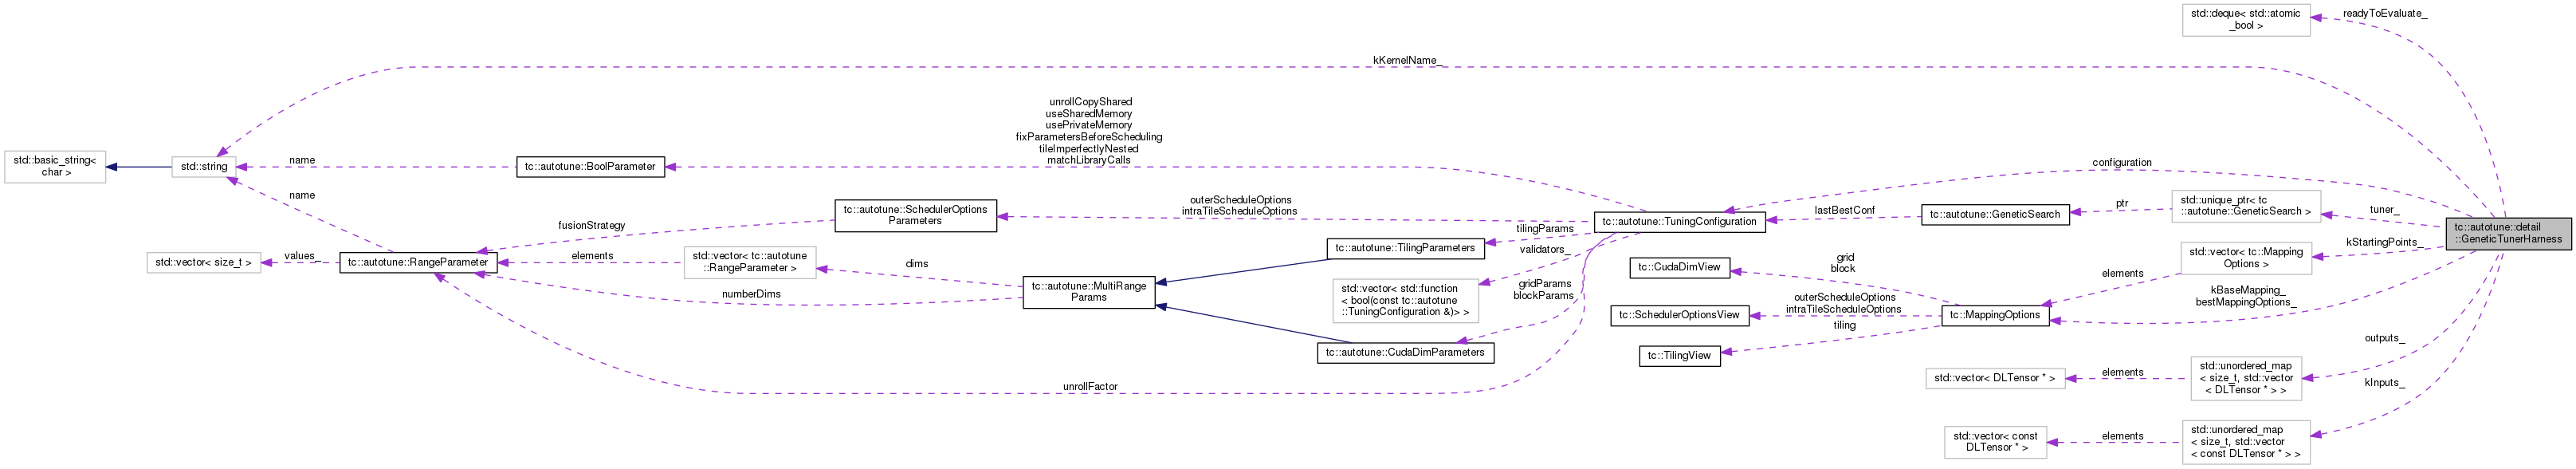 std::deque< std::atomic
_bool >
readyToEvaluate_
kKernelName_
unrollCopyShared
useSharedMemory
usePrivateMemory
fixParametersBeforeScheduling
tileImperfectlyNested
matchLibraryCalls
std::basic_string<
char >
std::string
name
tc::autotune::BoolParameter
configuration
name
tc::autotune::SchedulerOptions
Parameters
outerScheduleOptions
intraTileScheduleOptions
tc::autotune::TuningConfiguration
lastBestConf
tc::autotune::GeneticSearch
ptr
std::unique_ptr< tc
::autotune::GeneticSearch >
tuner_
tc::autotune::detail
::GeneticTunerHarness
fusionStrategy
tilingParams
tc::autotune::TilingParameters
validators_
kStartingPoints_
std::vector< size_t >
values_
tc::autotune::RangeParameter
elements
std::vector< tc::autotune
::RangeParameter >
dims
numberDims
tc::autotune::MultiRange
Params
std::vector< std::function
< bool(const tc::autotune
::TuningConfiguration &)> >
gridParams
blockParams
tc::CudaDimView
grid
block
elements
std::vector< tc::Mapping
Options >
kBaseMapping_
bestMappingOptions_
tc::SchedulerOptionsView
outerScheduleOptions
intraTileScheduleOptions
tiling
tc::MappingOptions
tc::autotune::CudaDimParameters
tc::TilingView
outputs_
unrollFactor
std::vector< DLTensor * >
elements
std::unordered_map
< size_t, std::vector
< DLTensor * > >
kInputs_
std::vector< const
DLTensor * >
elements
std::unordered_map
< size_t, std::vector
< const DLTensor * > >